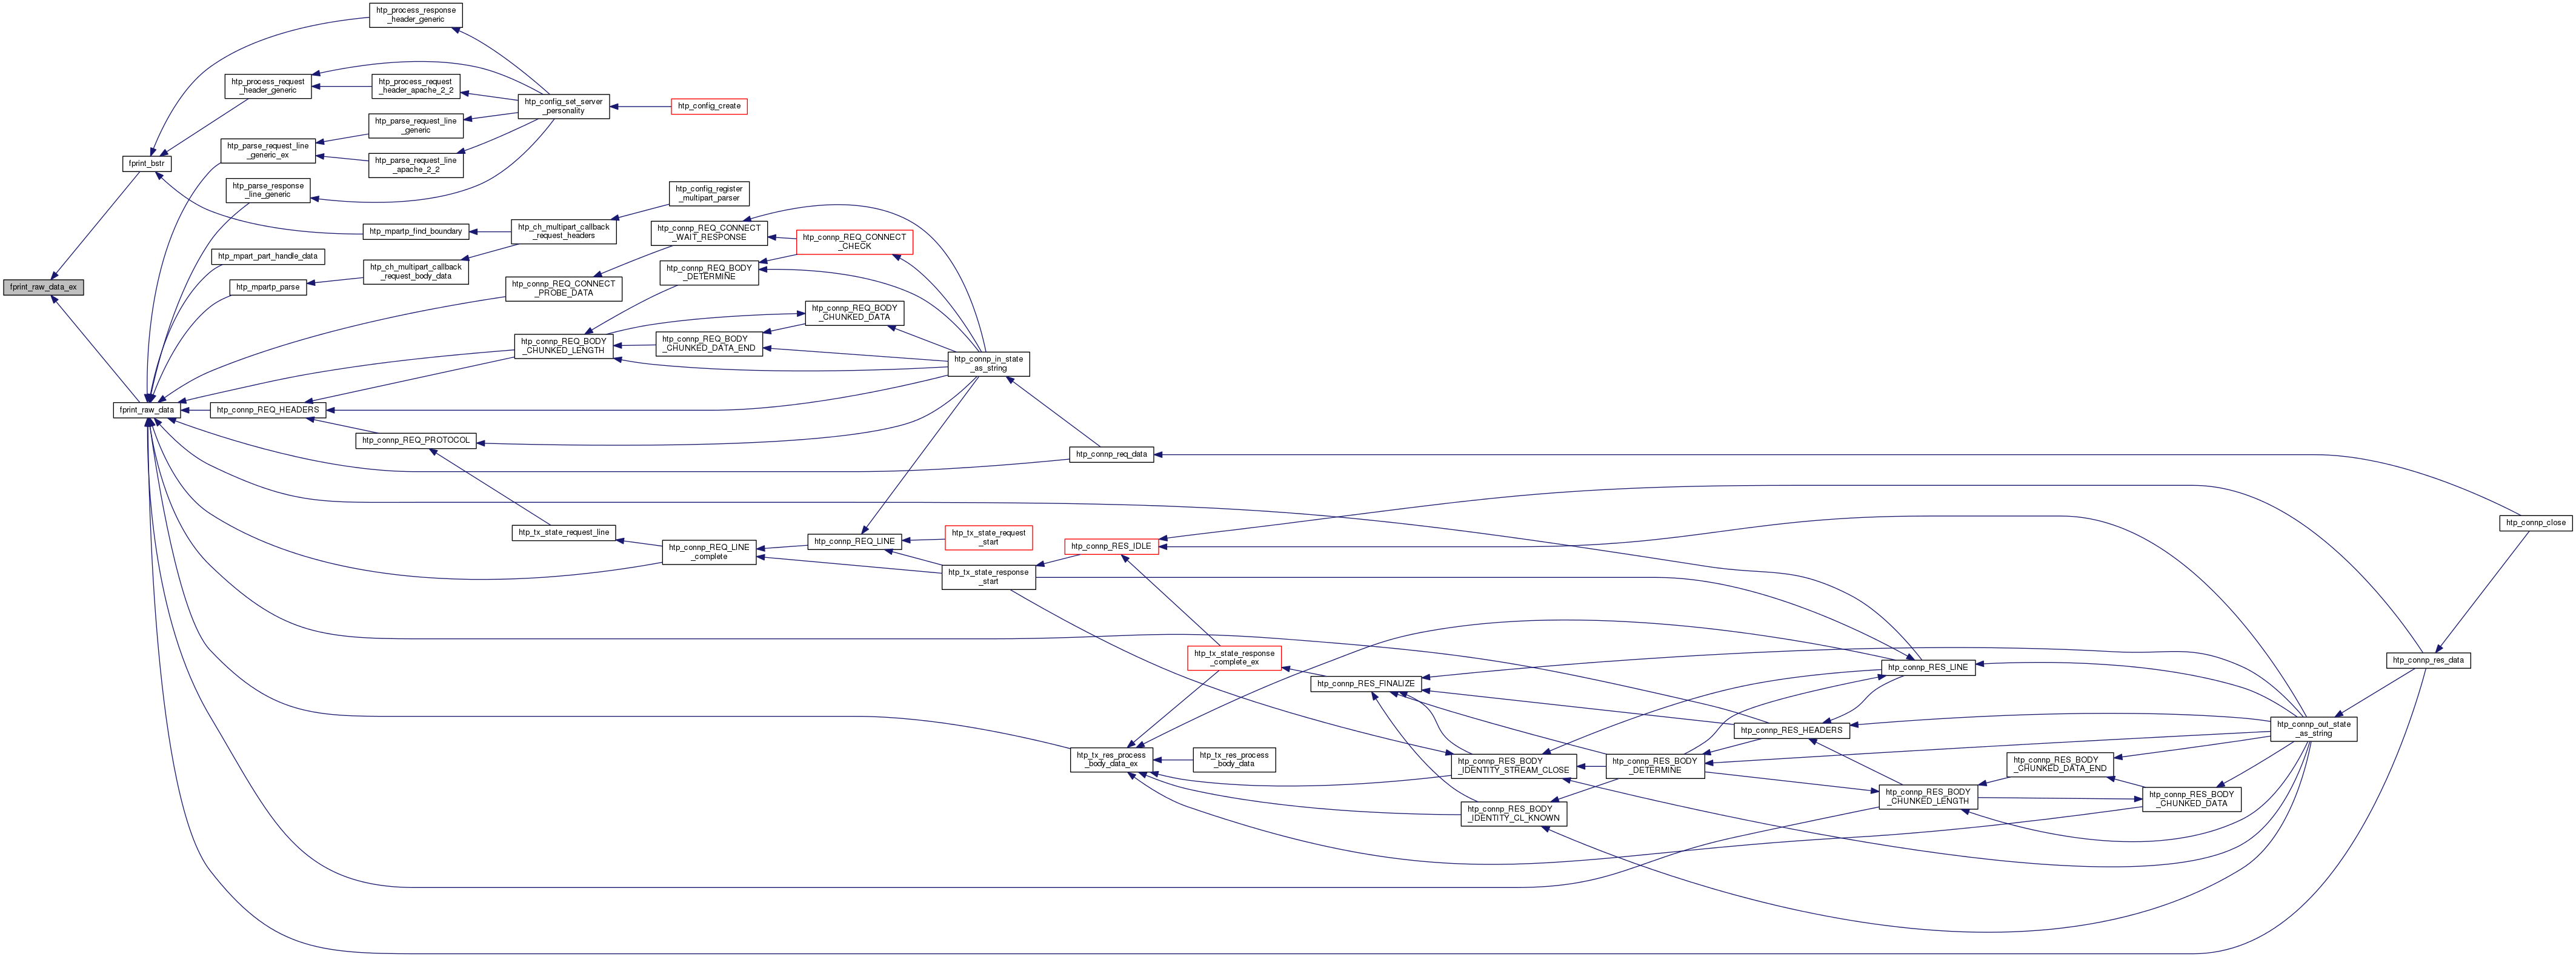 htp_process_response
_header_generic
htp_process_request
_header_generic
htp_process_request
_header_apache_2_2
htp_config_set_server
_personality
htp_config_create
htp_parse_request_line
_generic
htp_parse_request_line
_generic_ex
fprint_bstr
htp_parse_request_line
_apache_2_2
htp_parse_response
_line_generic
htp_config_register
_multipart_parser
htp_mpartp_find_boundary
htp_ch_multipart_callback
_request_headers
htp_connp_REQ_CONNECT
_WAIT_RESPONSE
htp_connp_REQ_CONNECT
_CHECK
htp_mpart_part_handle_data
htp_ch_multipart_callback
_request_body_data
htp_connp_REQ_BODY
_DETERMINE
fprint_raw_data_ex
htp_mpartp_parse
htp_connp_REQ_CONNECT
_PROBE_DATA
htp_connp_REQ_BODY
_CHUNKED_DATA
htp_connp_REQ_BODY
_CHUNKED_LENGTH
htp_connp_REQ_BODY
_CHUNKED_DATA_END
htp_connp_in_state
_as_string
fprint_raw_data
htp_connp_REQ_HEADERS
htp_connp_REQ_PROTOCOL
htp_connp_req_data
htp_connp_close
htp_tx_state_request_line
htp_connp_REQ_LINE
_complete
htp_connp_REQ_LINE
htp_tx_state_request
_start
htp_connp_RES_IDLE
htp_tx_state_response
_start
htp_tx_state_response
_complete_ex
htp_connp_RES_LINE
htp_connp_res_data
htp_connp_RES_FINALIZE
htp_connp_RES_HEADERS
htp_connp_out_state
_as_string
htp_tx_res_process
_body_data_ex
htp_tx_res_process
_body_data
htp_connp_RES_BODY
_IDENTITY_STREAM_CLOSE
htp_connp_RES_BODY
_DETERMINE
htp_connp_RES_BODY
_CHUNKED_DATA_END
htp_connp_RES_BODY
_IDENTITY_CL_KNOWN
htp_connp_RES_BODY
_CHUNKED_LENGTH
htp_connp_RES_BODY
_CHUNKED_DATA